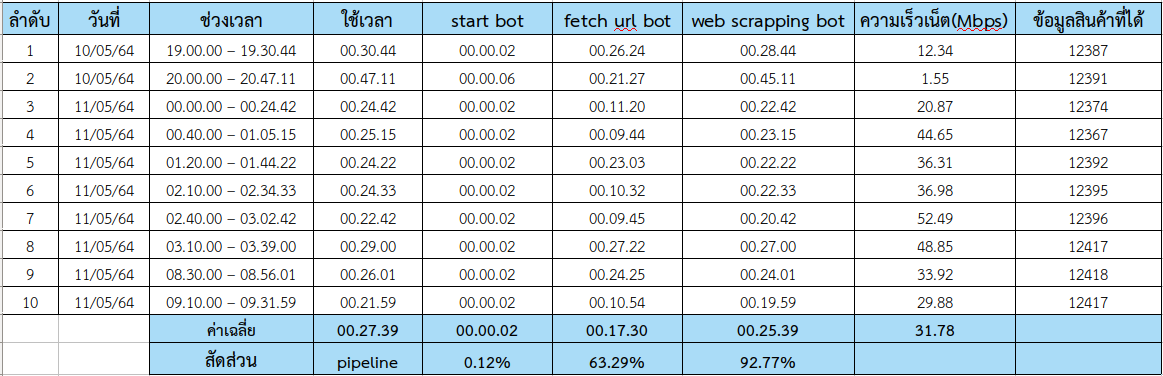 ลำดับ วันที่ ช่วงเวลา ใช้เวลา start bot fetch url bot web scrapping bot ความเร็วเน็ต(Mbps) ข้อมูลสินค้าที่ได้
1 10/05/64 19.00.00 – 19.30.44 00.30.44 00.00.02 00.26.24 00.28.44 12.34 12387
2 10/05/64 20.00.00 – 20.47.11 00.47.11 00.00.06 00.21.27 00.45.11 1.55 12391
3 11/05/64 00.00.00 – 00.24.42 00.24.42 00.00.02 00.11.20 00.22.42 20.87 12374
4 11/05/64 00.40.00 – 01.05.15 00.25.15 00.00.02 00.09.44 00.23.15 44.65 12367
5 11/05/64 01.20.00 – 01.44.22 00.24.22 00.00.02 00.23.03 00.22.22 36.31 12392
6 11/05/64 02.10.00 – 02.34.33 00.24.33 00.00.02 00.10.32 00.22.33 36.98 12395
7 11/05/64 02.40.00 – 03.02.42 00.22.42 00.00.02 00.09.45 00.20.42 52.49 12396
8 11/05/64 03.10.00 – 03.39.00 00.29.00 00.00.02 00.27.22 00.27.00 48.85 12417
9 11/05/64 08.30.00 – 08.56.01 00.26.01 00.00.02 00.24.25 00.24.01 33.92 12418
10 11/05/64 09.10.00 – 09.31.59 00.21.59 00.00.02 00.10.54 00.19.59 29.88 12417
ค่าเฉลี่ย 00.27.39 00.00.02 00.17.30 00.25.39 31.78
สัดส่วน pipeline 0.12% 63.29% 92.77%